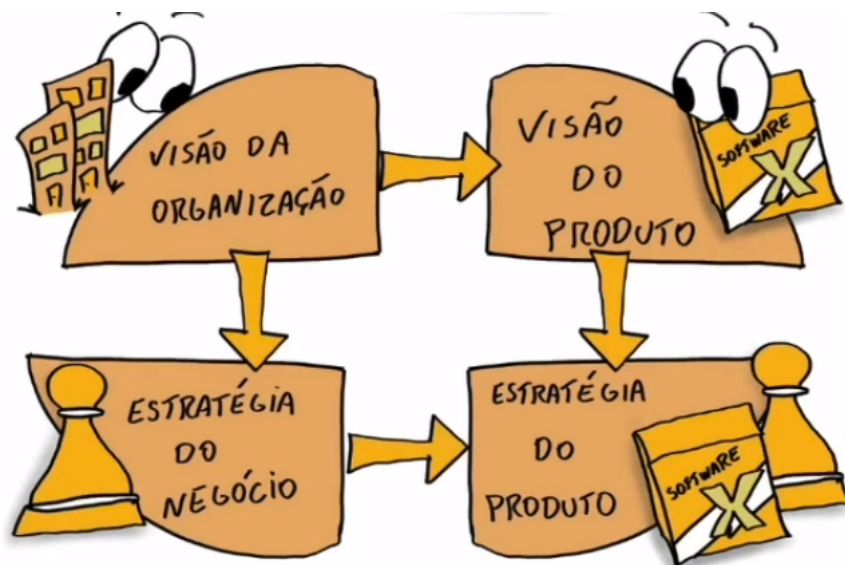 VISÃO DA
ORGANIZAÇÃO
VISÃO
DO
PRODUTO
SOFTWARE
X
ESTRATÉGIA
DO
NEGÓCIO
ESTRATÉGIA
DO
PRODUTO
SOFTWARE
X